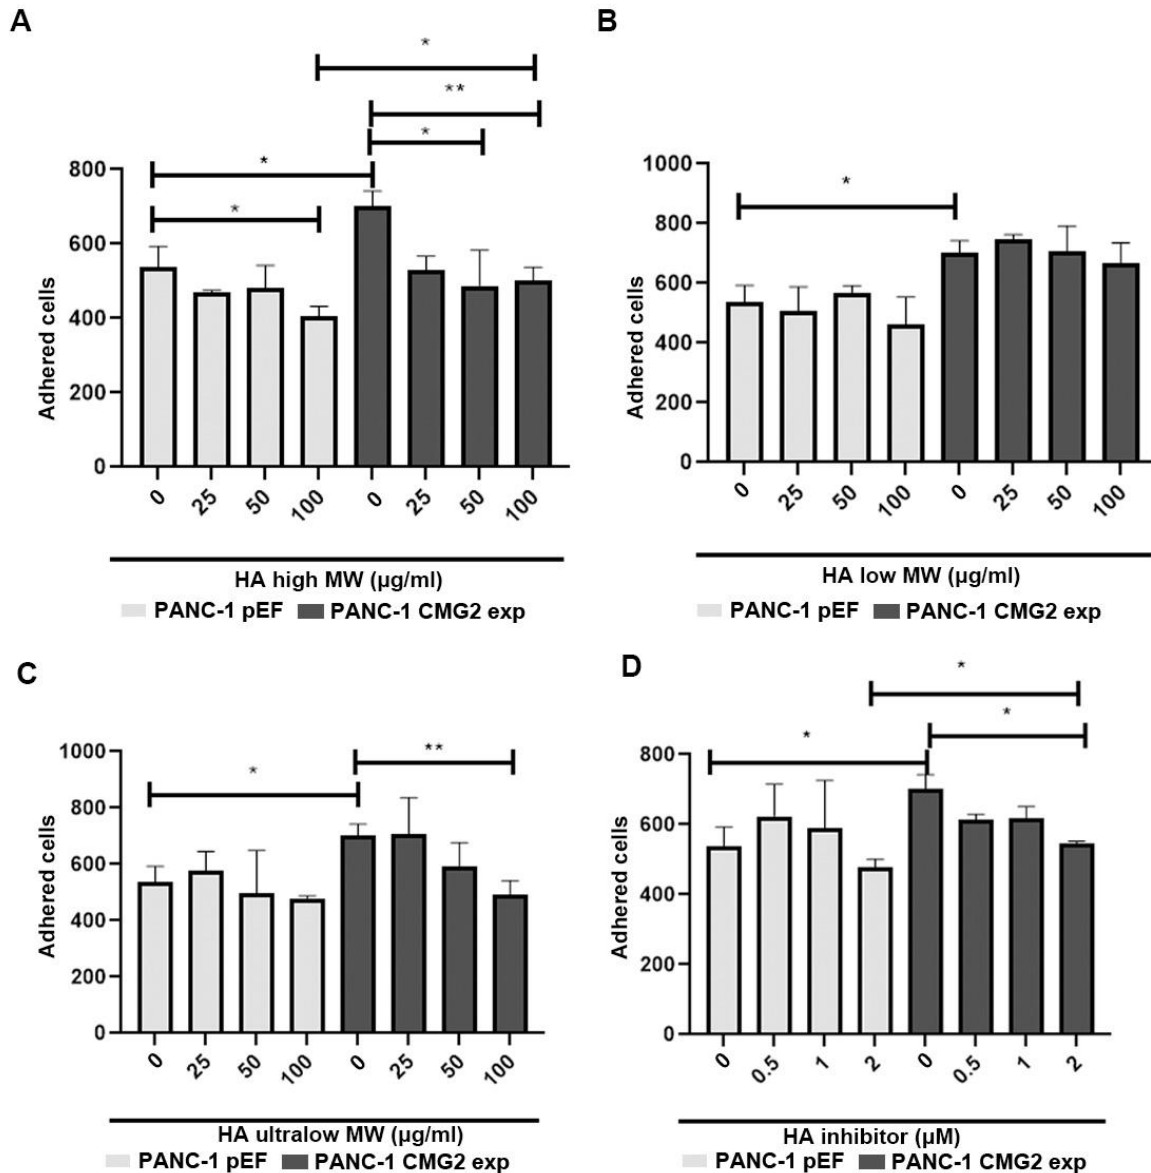 A
*
**
*
*
*
800
600
400
200
0
Adhered cells
0 25 50 100 0 25 50 100
HA high MW (µg/ml)
PANC-1 pEF PANC-1 CMG2 exp
B
*
1000
800
600
400
200
0
Adhered cells
0 25 50 100 0 25 50 100
HA low MW (µg/ml)
PANC-1 pEF PANC-1 CMG2 exp
C
**
*
1000
800
600
400
200
0
Adhered cells
0 25 50 100 0 25 50 100
HA ultralow MW (µg/ml)
PANC-1 pEF PANC-1 CMG2 exp
D
*
*
*
800
600
400
200
0
Adhered cells
0 0.5 1 2 0 0.5 1 2
HA inhibitor (µM)
PANC-1 pEF PANC-1 CMG2 exp